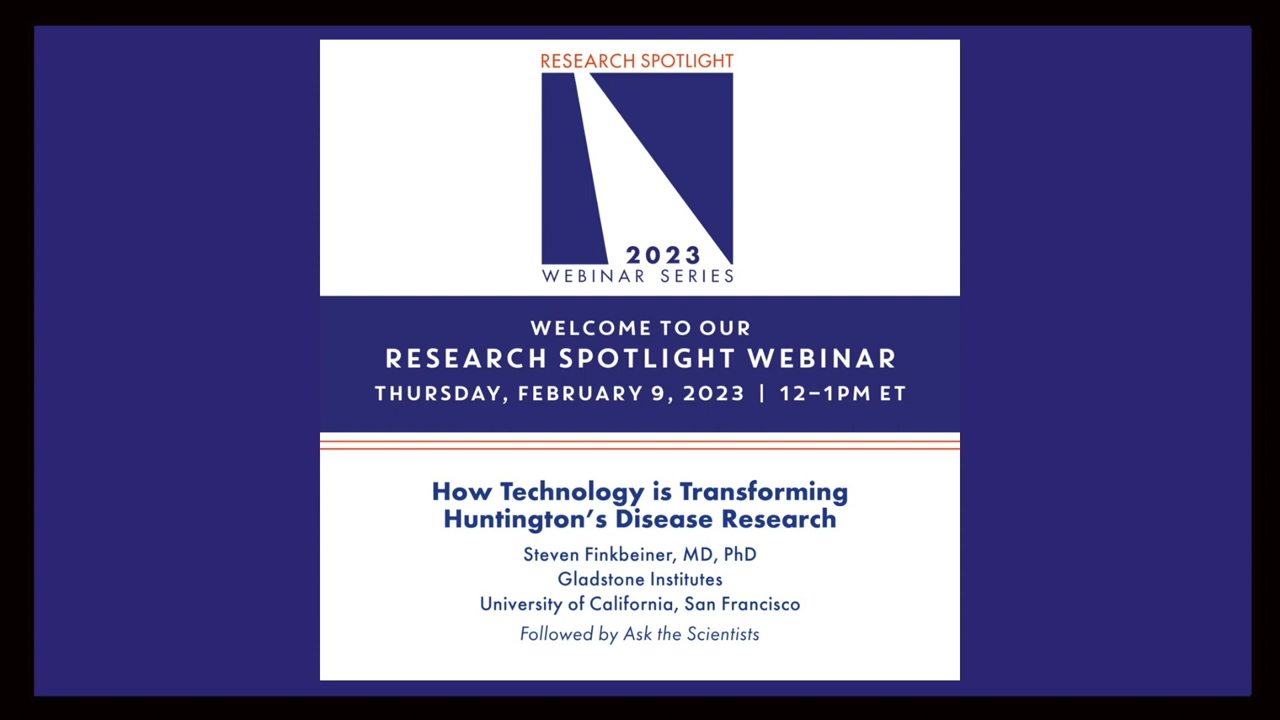 RESEARCH SPOTLIGHT
2023
WEBINAR SERIES
WELCOME TO OUR
RESEARCH SPOTLIGHT WEBINAR
THURSDAY, FEBRUARY 9, 2023 | 12–1PM ET
How Technology is Transforming
Huntington's Disease Research
Steven Finkbeiner, MD, PhD
Gladstone Institutes
University of California, San Francisco
Followed by Ask the Scientists